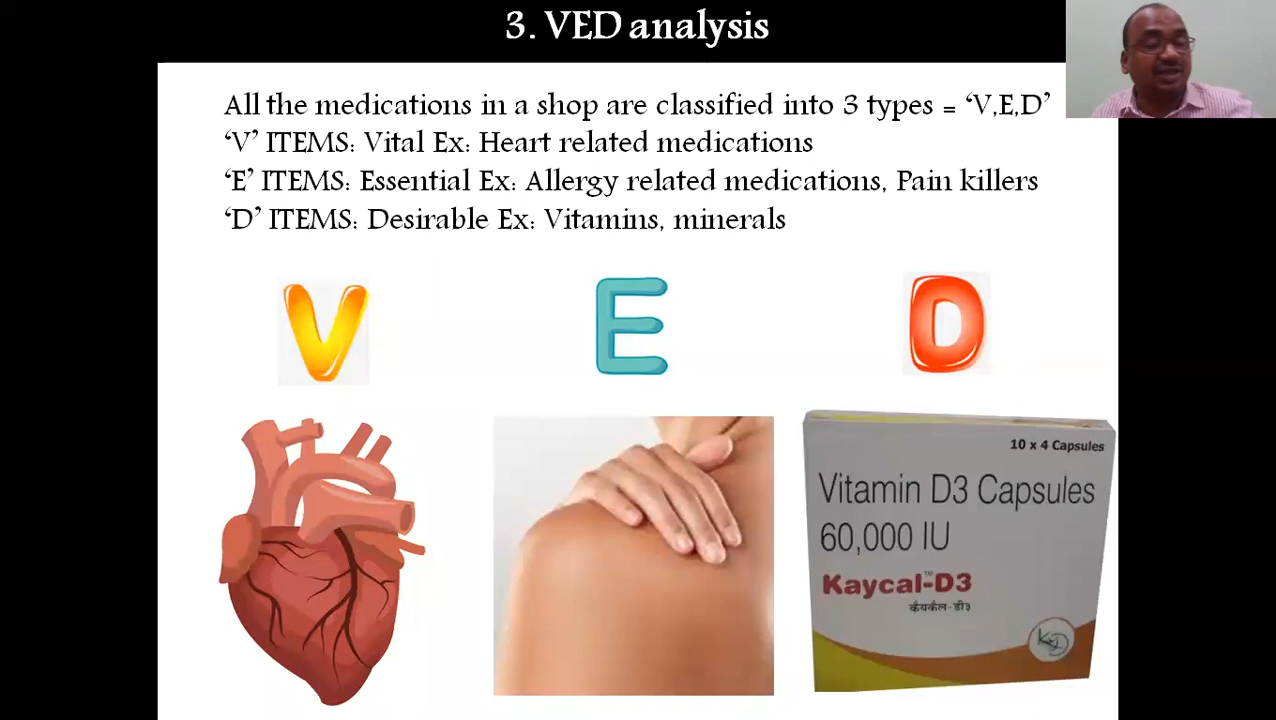 3. VED analysis
All the medications in a shop are classified into 3 types = ‘V,E,D’
‘V’ ITEMS: Vital Ex: Heart related medications
‘E’ ITEMS: Essential Ex: Allergy related medications, Pain killers
‘D’ ITEMS: Desirable Ex: Vitamins, minerals
V E D
10 x 4 Capsules
Vitamin D3 Capsules
60,000 IU
Kaycal-D3™
कॅयकॅल-डी३